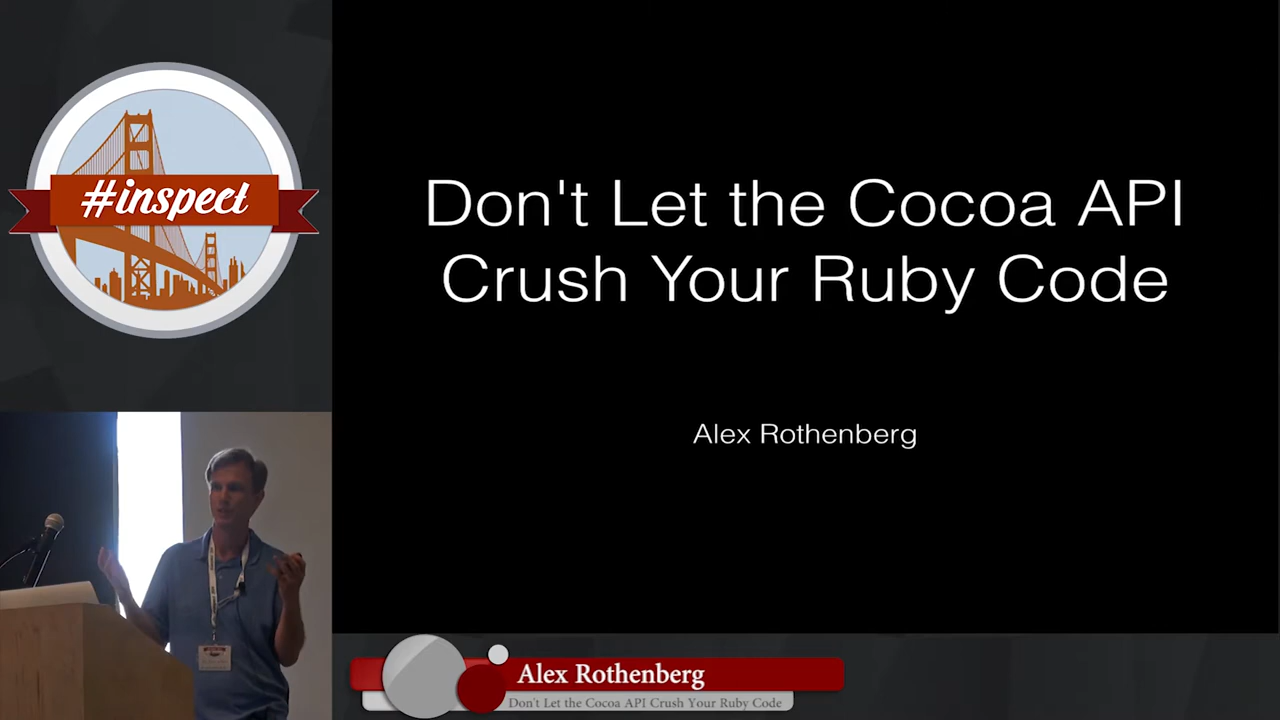 #inspect
Don't Let the Cocoa API
Crush Your Ruby Code
Alex Rothenberg
Alex Rothenberg
Don't Let the Cocoa API Crush Your Ruby Code